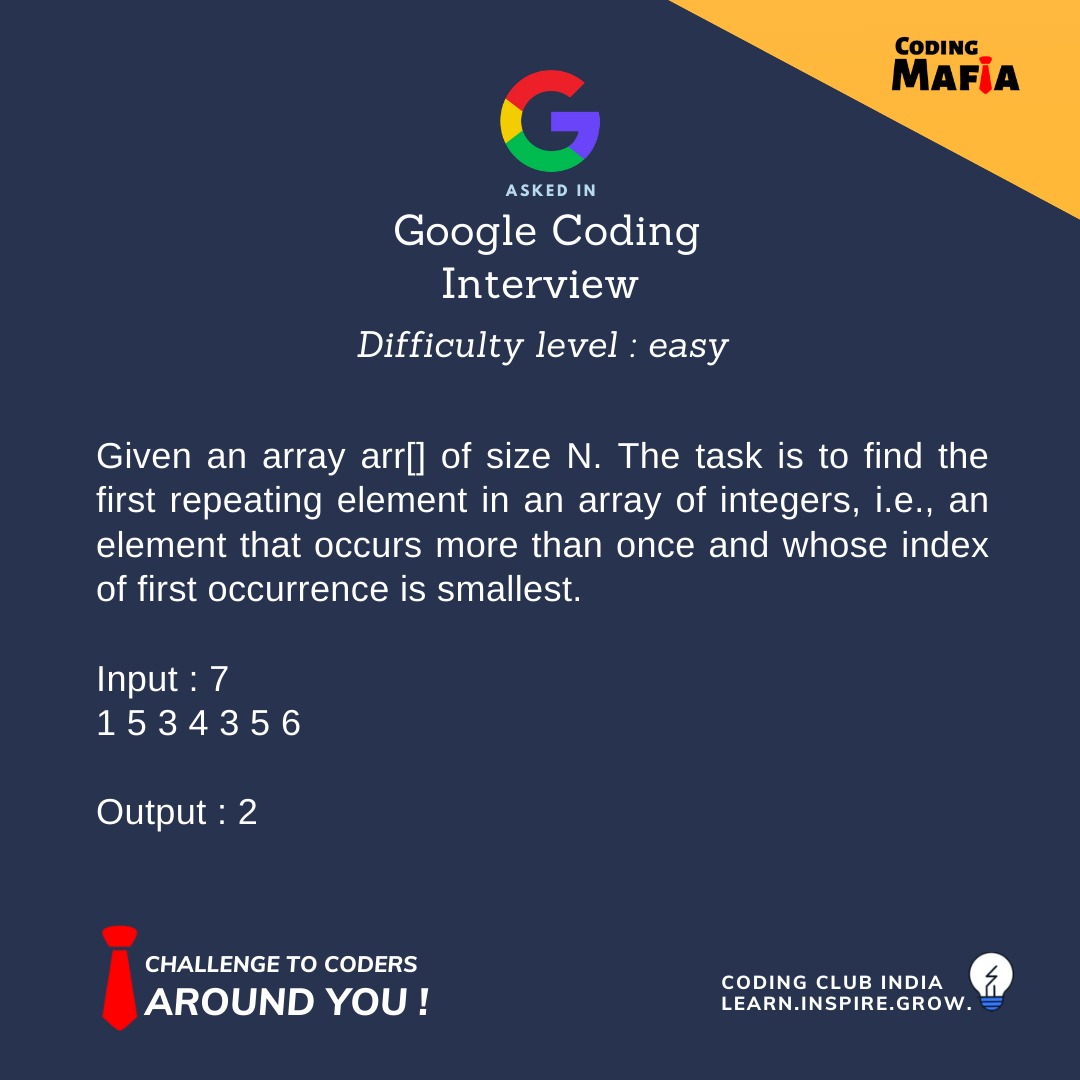 CODING
MAFIA
ASKED IN
Google Coding
Interview
Difficulty level : easy
Given an array arr[] of size N. The task is to find the
first repeating element in an array of integers, i.e., an
element that occurs more than once and whose index
of first occurrence is smallest.
Input : 7
1 5 3 4 3 5 6
Output : 2
CHALLENGE TO CODERS
AROUND YOU !
CODING CLUB INDIA
LEARN.INSPIRE.GROW.